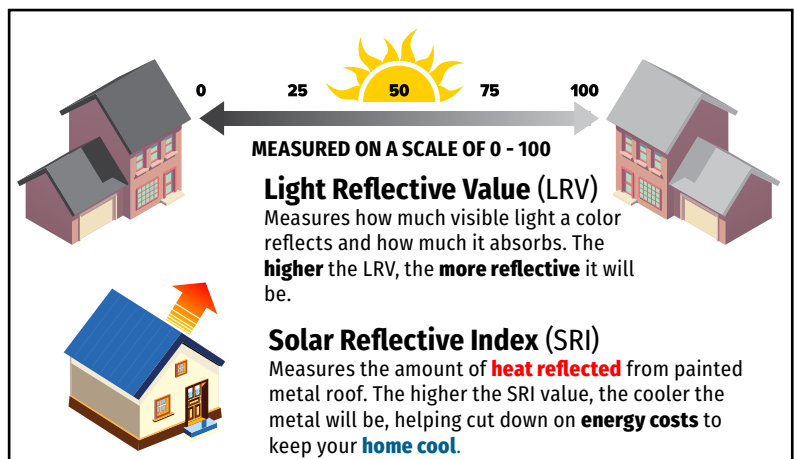 0 25 50 75 100
MEASURED ON A SCALE OF 0 - 100
Light Reflective Value (LRV)
Measures how much visible light a color
reflects and how much it absorbs. The
higher the LRV, the more reflective it will
be.
Solar Reflective Index (SRI)
Measures the amount of heat reflected from painted
metal roof. The higher the SRI value, the cooler the
metal will be, helping cut down on energy costs to
keep your home cool.